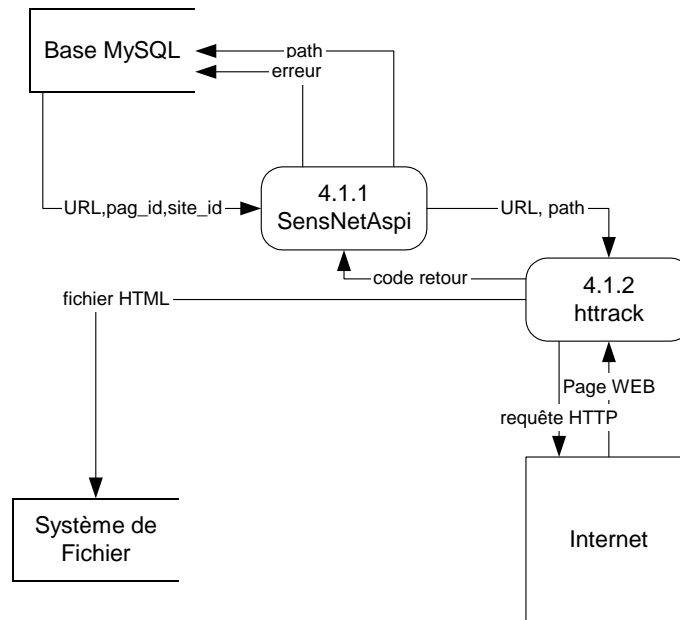 Base MySQL
path
erreur
URL,pag_id,site_id
4.1.1
SensNetAspi
URL, path
code retour
4.1.2
httrack
fichier HTML
Page WEB
requête HTTP
Système de
Fichier
Internet